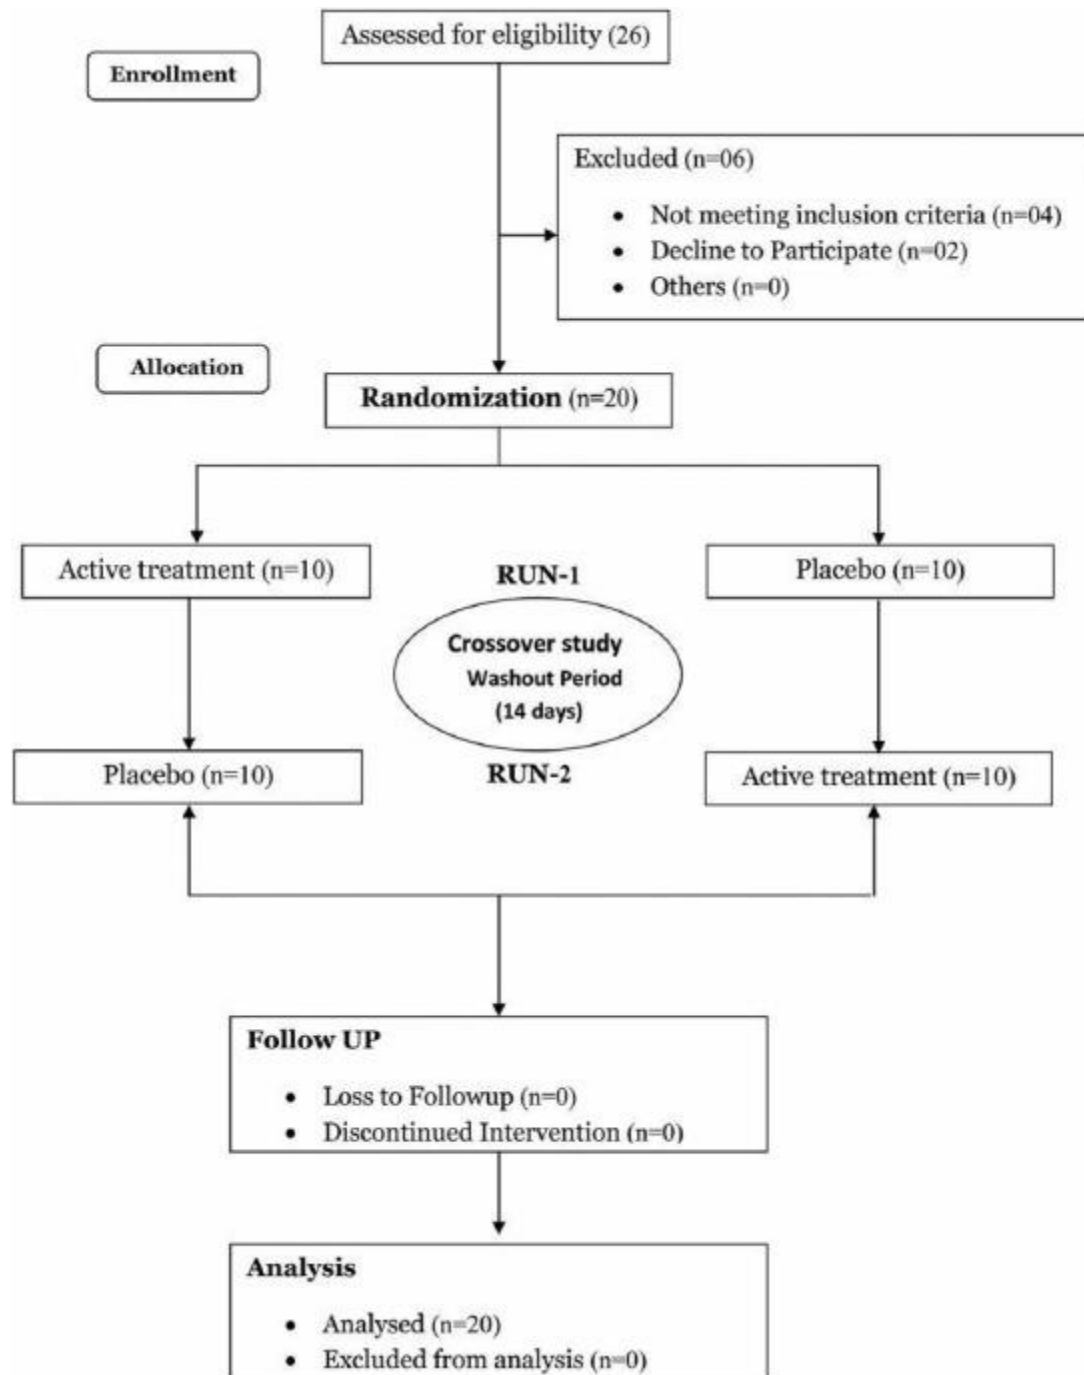 Assessed for eligibility (26)
Enrollment
Excluded (n=06)
• Not meeting inclusion criteria (n=04)
• Decline to Participate (n=02)
• Others (n=0)
Allocation
Randomization (n=20)
Active treatment (n=10)
RUN-1
Placebo (n=10)
Crossover study
Washout Period
(14 days)
Placebo (n=10)
RUN-2
Active treatment (n=10)
Follow UP
• Loss to Followup (n=0)
• Discontinued Intervention (n=0)
Analysis
• Analysed (n=20)
• Excluded from analysis (n=0)